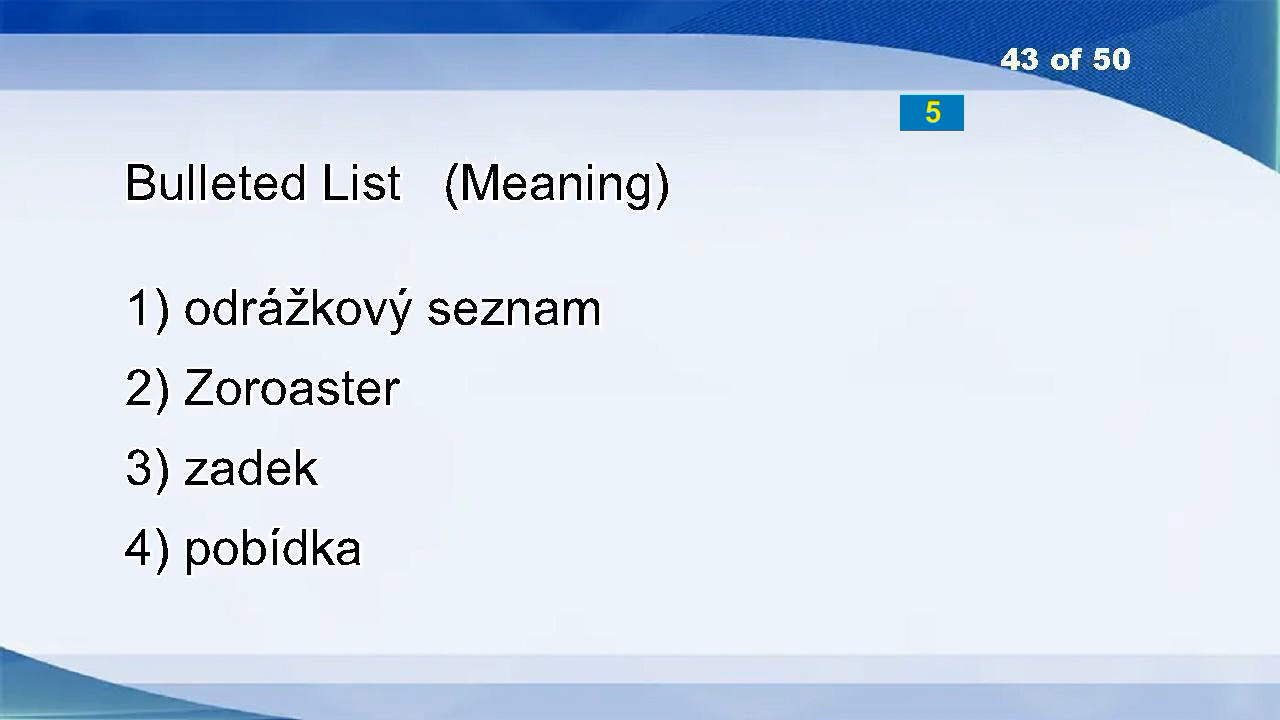 43 of 50
5
Bulleted List (Meaning)
1) odrážkový seznam
2) Zoroaster
3) zadek
4) pobídka